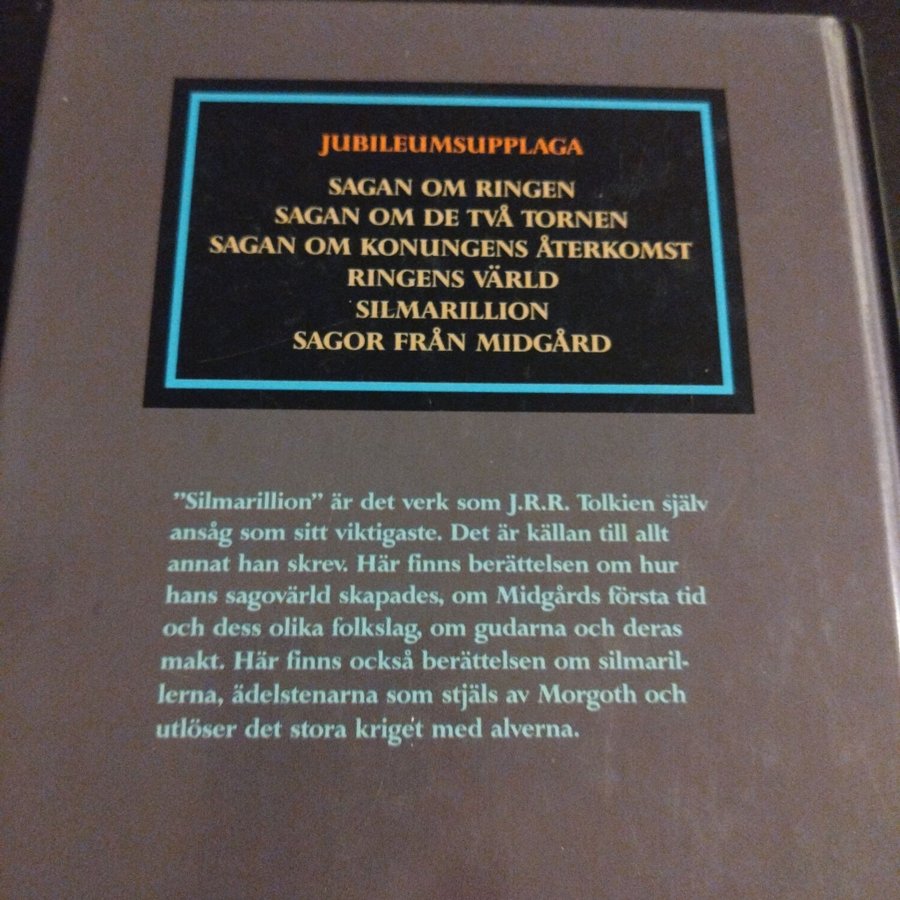 JUBILEUMSUPPLAGA
SAGAN OM RINGEN
SAGAN OM DE TVÅ TORNEN
SAGAN OM KONUNGENS ÅTERKOMST
RINGENS VÄRLD
SILMARILLION
SAGOR FRÅN MIDGÅRD
”Silmarillion” är det verk som J.R.R. Tolkien själv
ansåg som sitt viktigaste. Det är källan till allt
annat han skrev. Här finns berättelsen om hur
hans sagovärld skapades, om Midgårds första tid
och dess olika folkslag, om gudarna och deras
makt. Här finns också berättelsen om silmaril-
lerna, ädelstenarna som stjäls av Morgoth och
utlöser det stora kriget med alverna.